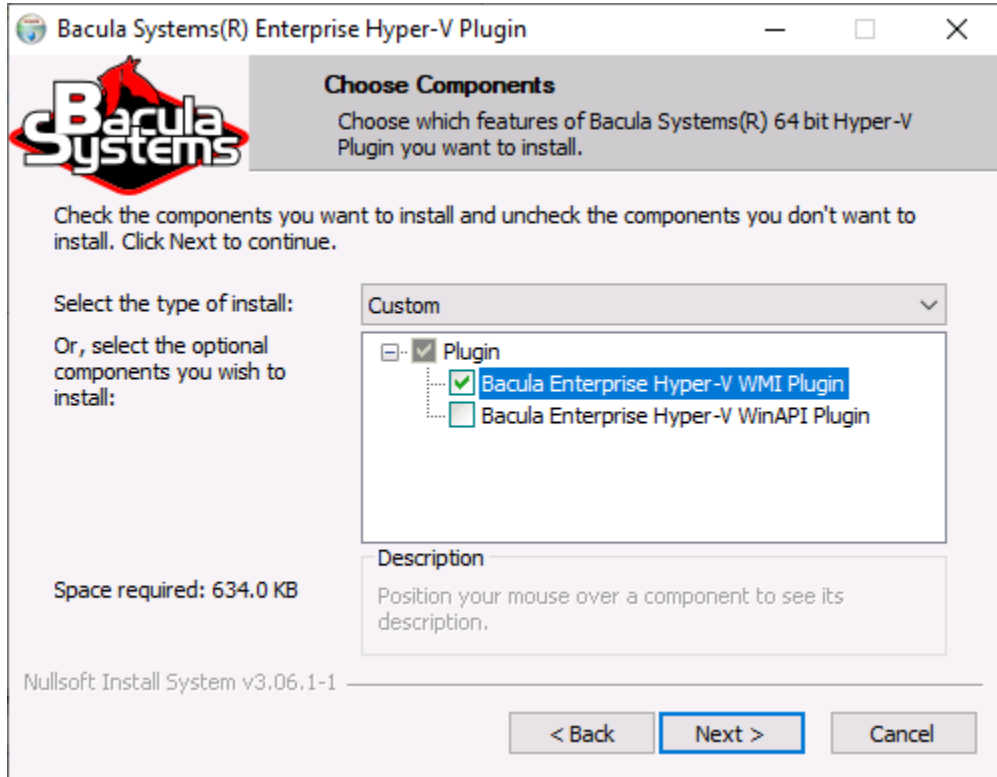 Bacula Systems(R) Enterprise Hyper-V Plugin
Bacula
Systems
Choose Components
Choose which features of Bacula Systems(R) 64 bit Hyper-V
Plugin you want to install.
Check the components you want to install and uncheck the components you don't want to
install. Click Next to continue.
Select the type of install:
Custom
Or, select the optional
components you wish to
install:
Plugin
Bacula Enterprise Hyper-V WMI Plugin
Bacula Enterprise Hyper-V WinAPI Plugin
Space required: 634.0 KB
Description
Position your mouse over a component to see its
description.
Nullsoft Install System v3.06.1-1
< Back
Next >
Cancel